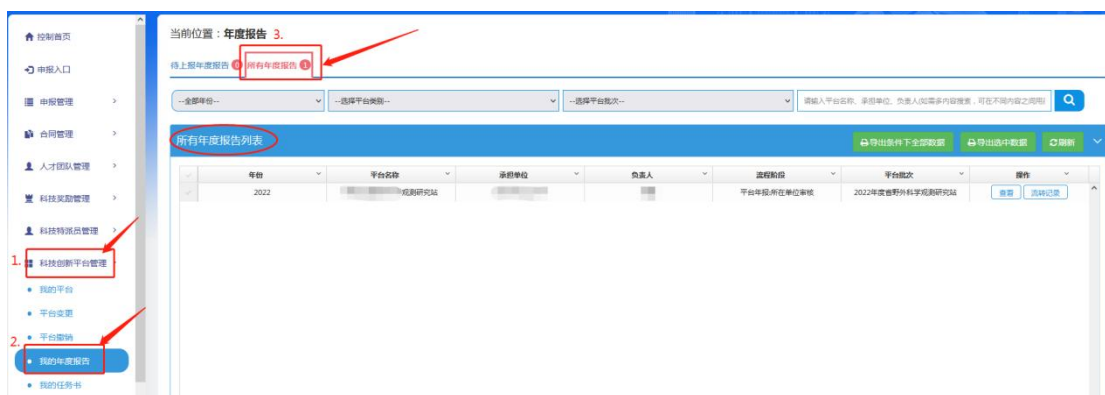 控制首页
申报入口
申报管理
合同管理
人才团队管理
科技奖励管理
科技特派员管理
1. 科技创新平台管理
我的平台
平台变更
平台撤销
2. 我的年度报告
我的任务书
当前位置：年度报告 3.
待上报年度报告 0 所有年度报告 1
--全部年份-- --选择平台类别-- --选择平台批次-- 请输入平台名称、承担单位、负责人(如需多内容搜索，可在不同内容之间用
所有年度报告列表 导出条件下全部数据 导出选中数据 刷新
年份 平台名称 承担单位 负责人 流程阶段 平台批次 操作
2022 观测研究站 平台年报:所在单位审核 2022年度省野外科学观测研究站 查看 流转记录